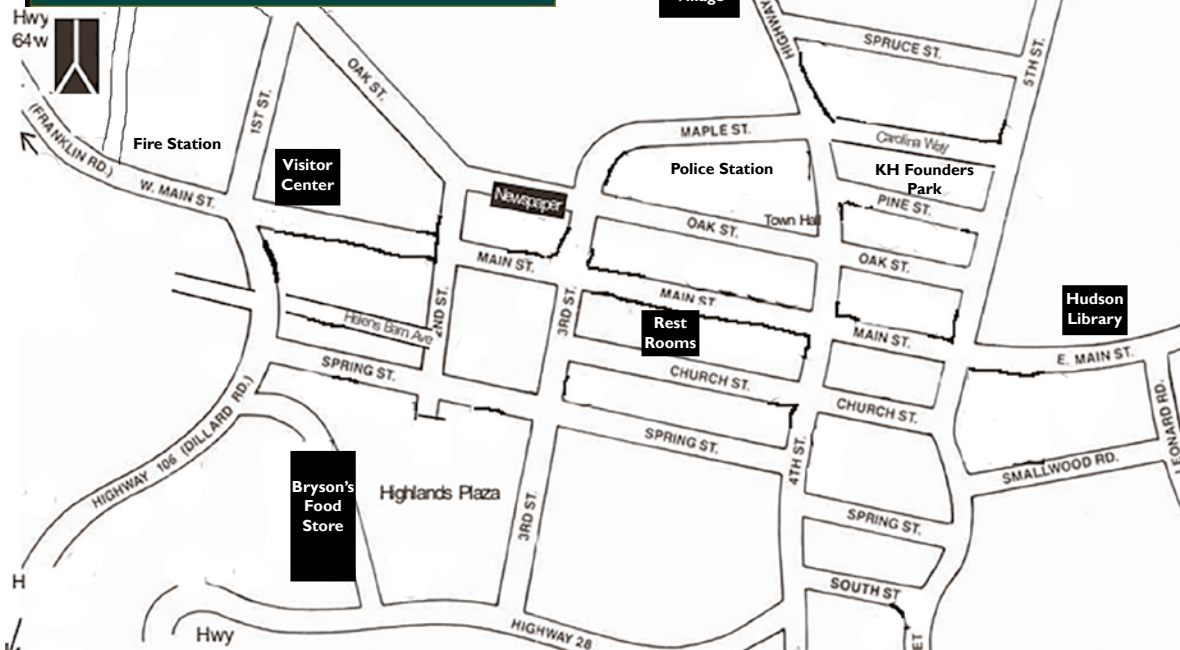 Village
Hwy
64w
HIGHWAY
SPRUCE ST.
5TH ST.
OAK ST.
1ST ST.
(FRANKLIN RD.)
Fire Station
MAPLE ST.
Carolina Way
Visitor
Center
Police Station
KH Founders
Park
W. MAIN ST.
Newspaper
PINE ST.
OAK ST.
Town Hall
MAIN ST.
OAK ST.
2ND ST.
3RD ST.
MAIN ST
Hudson
Library
Helens Barn Ave
Rest
Rooms
MAIN ST.
E. MAIN ST.
SPRING ST.
CHURCH ST.
CHURCH ST.
LEONARD RD.
HIGHWAY 106 (DILLARD RD.)
SPRING ST.
4TH ST.
SMALLWOOD RD.
Bryson's
Food
Store
Highlands Plaza
3RD ST.
SPRING ST.
H
SOUTH ST
Hwy
HIGHWAY 28
ET